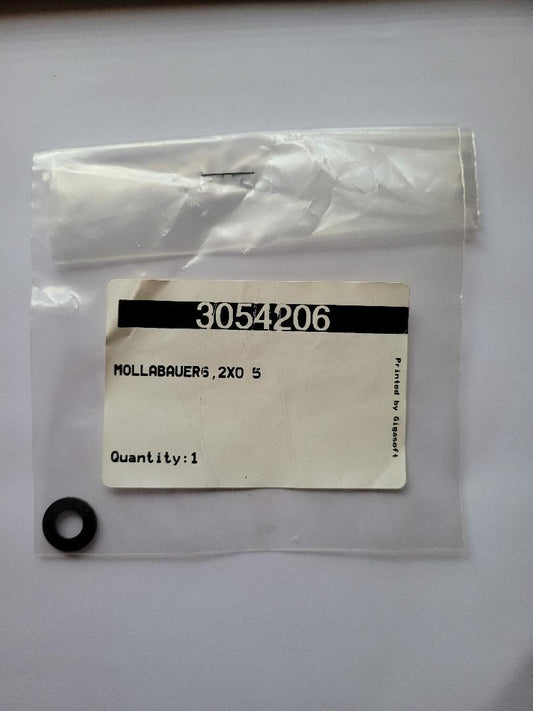 3054206
MOLLABAUER6,2X0 5
Printed by Gigasoft
Quantity:1